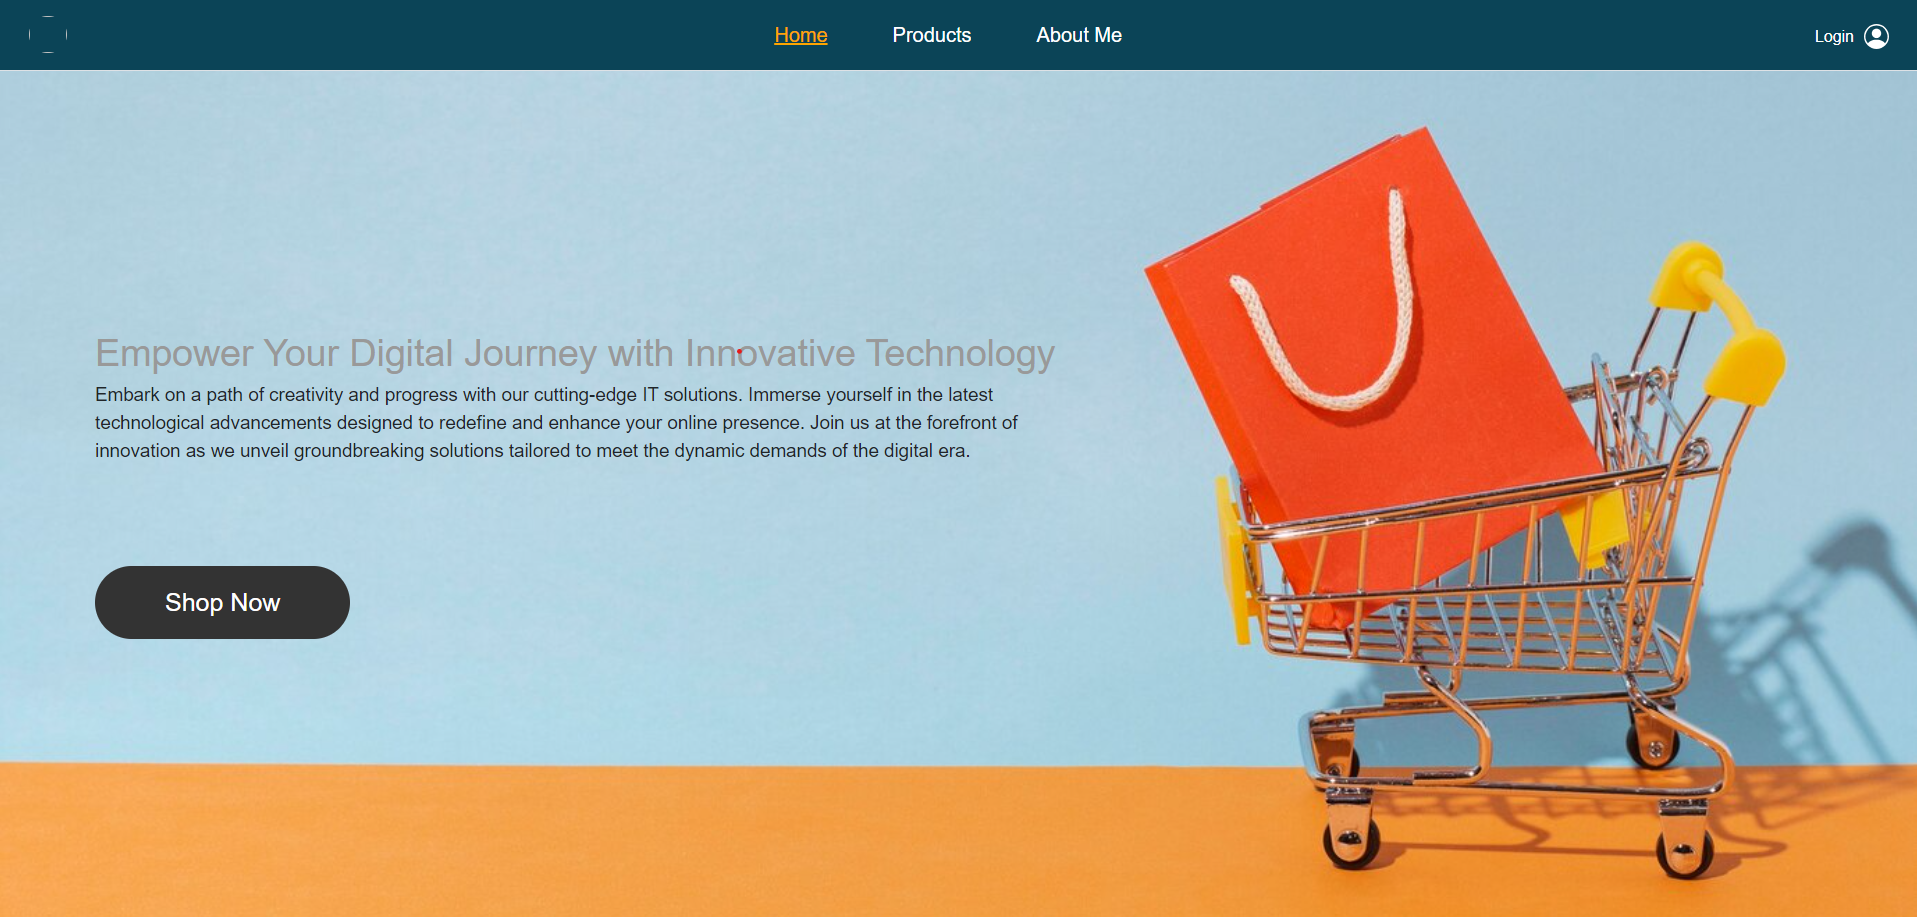 Home
Products
About Me
Login
Empower Your Digital Journey with Innovative Technology
Embark on a path of creativity and progress with our cutting-edge IT solutions. Immerse yourself in the latest
technological advancements designed to redefine and enhance your online presence. Join us at the forefront of
innovation as we unveil groundbreaking solutions tailored to meet the dynamic demands of the digital era.
Shop Now